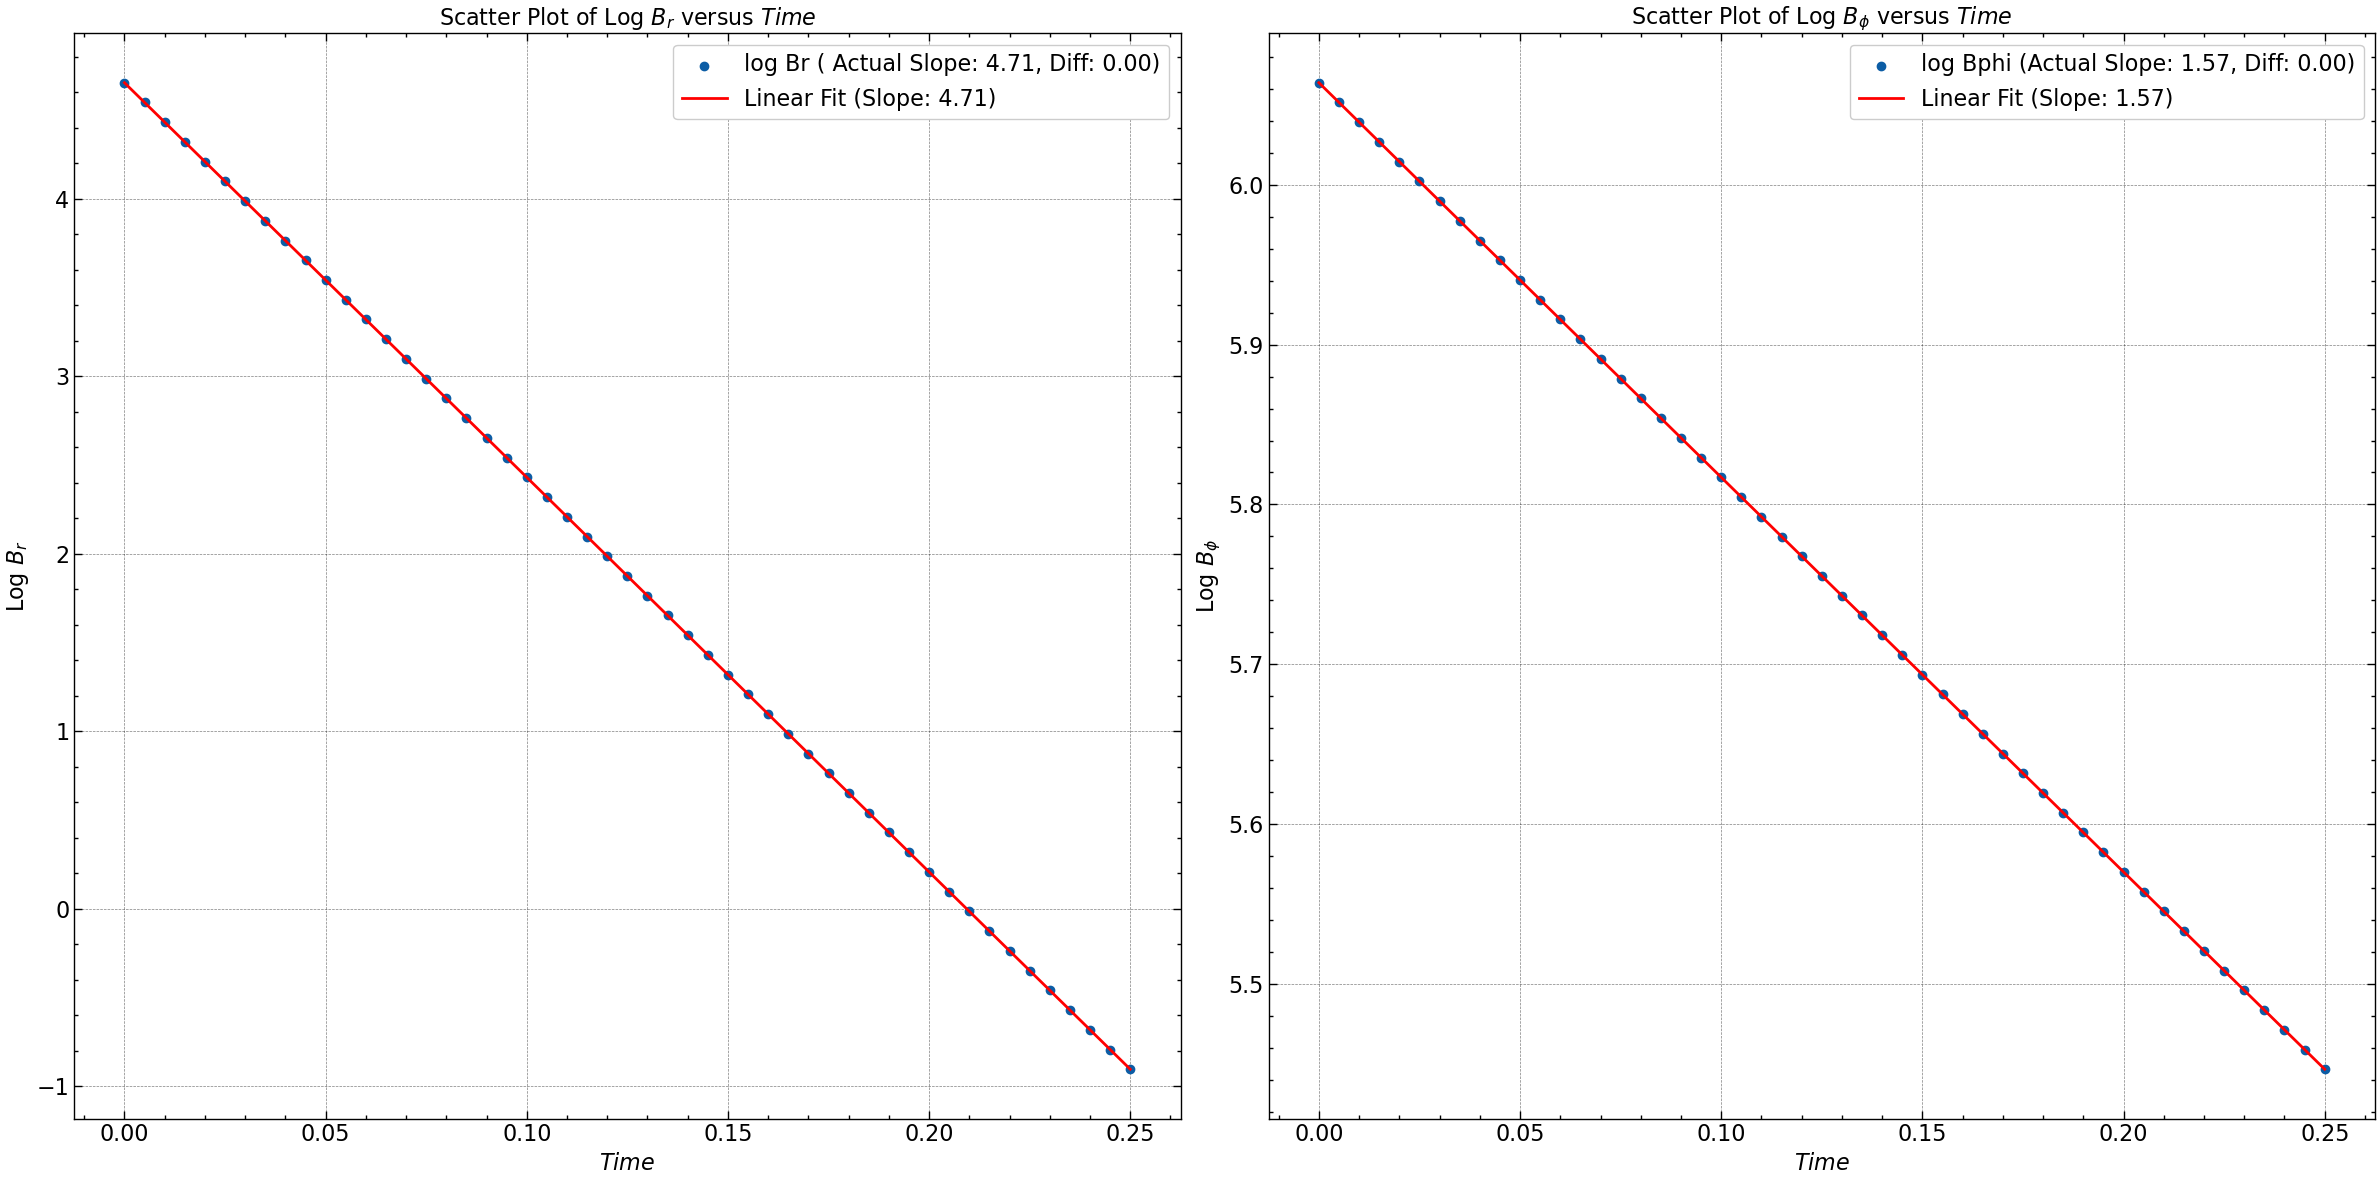 Scatter Plot of Log B_r versus Time
log Br ( Actual Slope: 4.71, Diff: 0.00)
Linear Fit (Slope: 4.71)
Log B_r
4
3
2
1
0
−1
0.00 0.05 0.10 0.15 0.20 0.25
Time
Scatter Plot of Log B_ϕ versus Time
log Bphi (Actual Slope: 1.57, Diff: 0.00)
Linear Fit (Slope: 1.57)
Log B_ϕ
6.0
5.9
5.8
5.7
5.6
5.5
0.00 0.05 0.10 0.15 0.20 0.25
Time